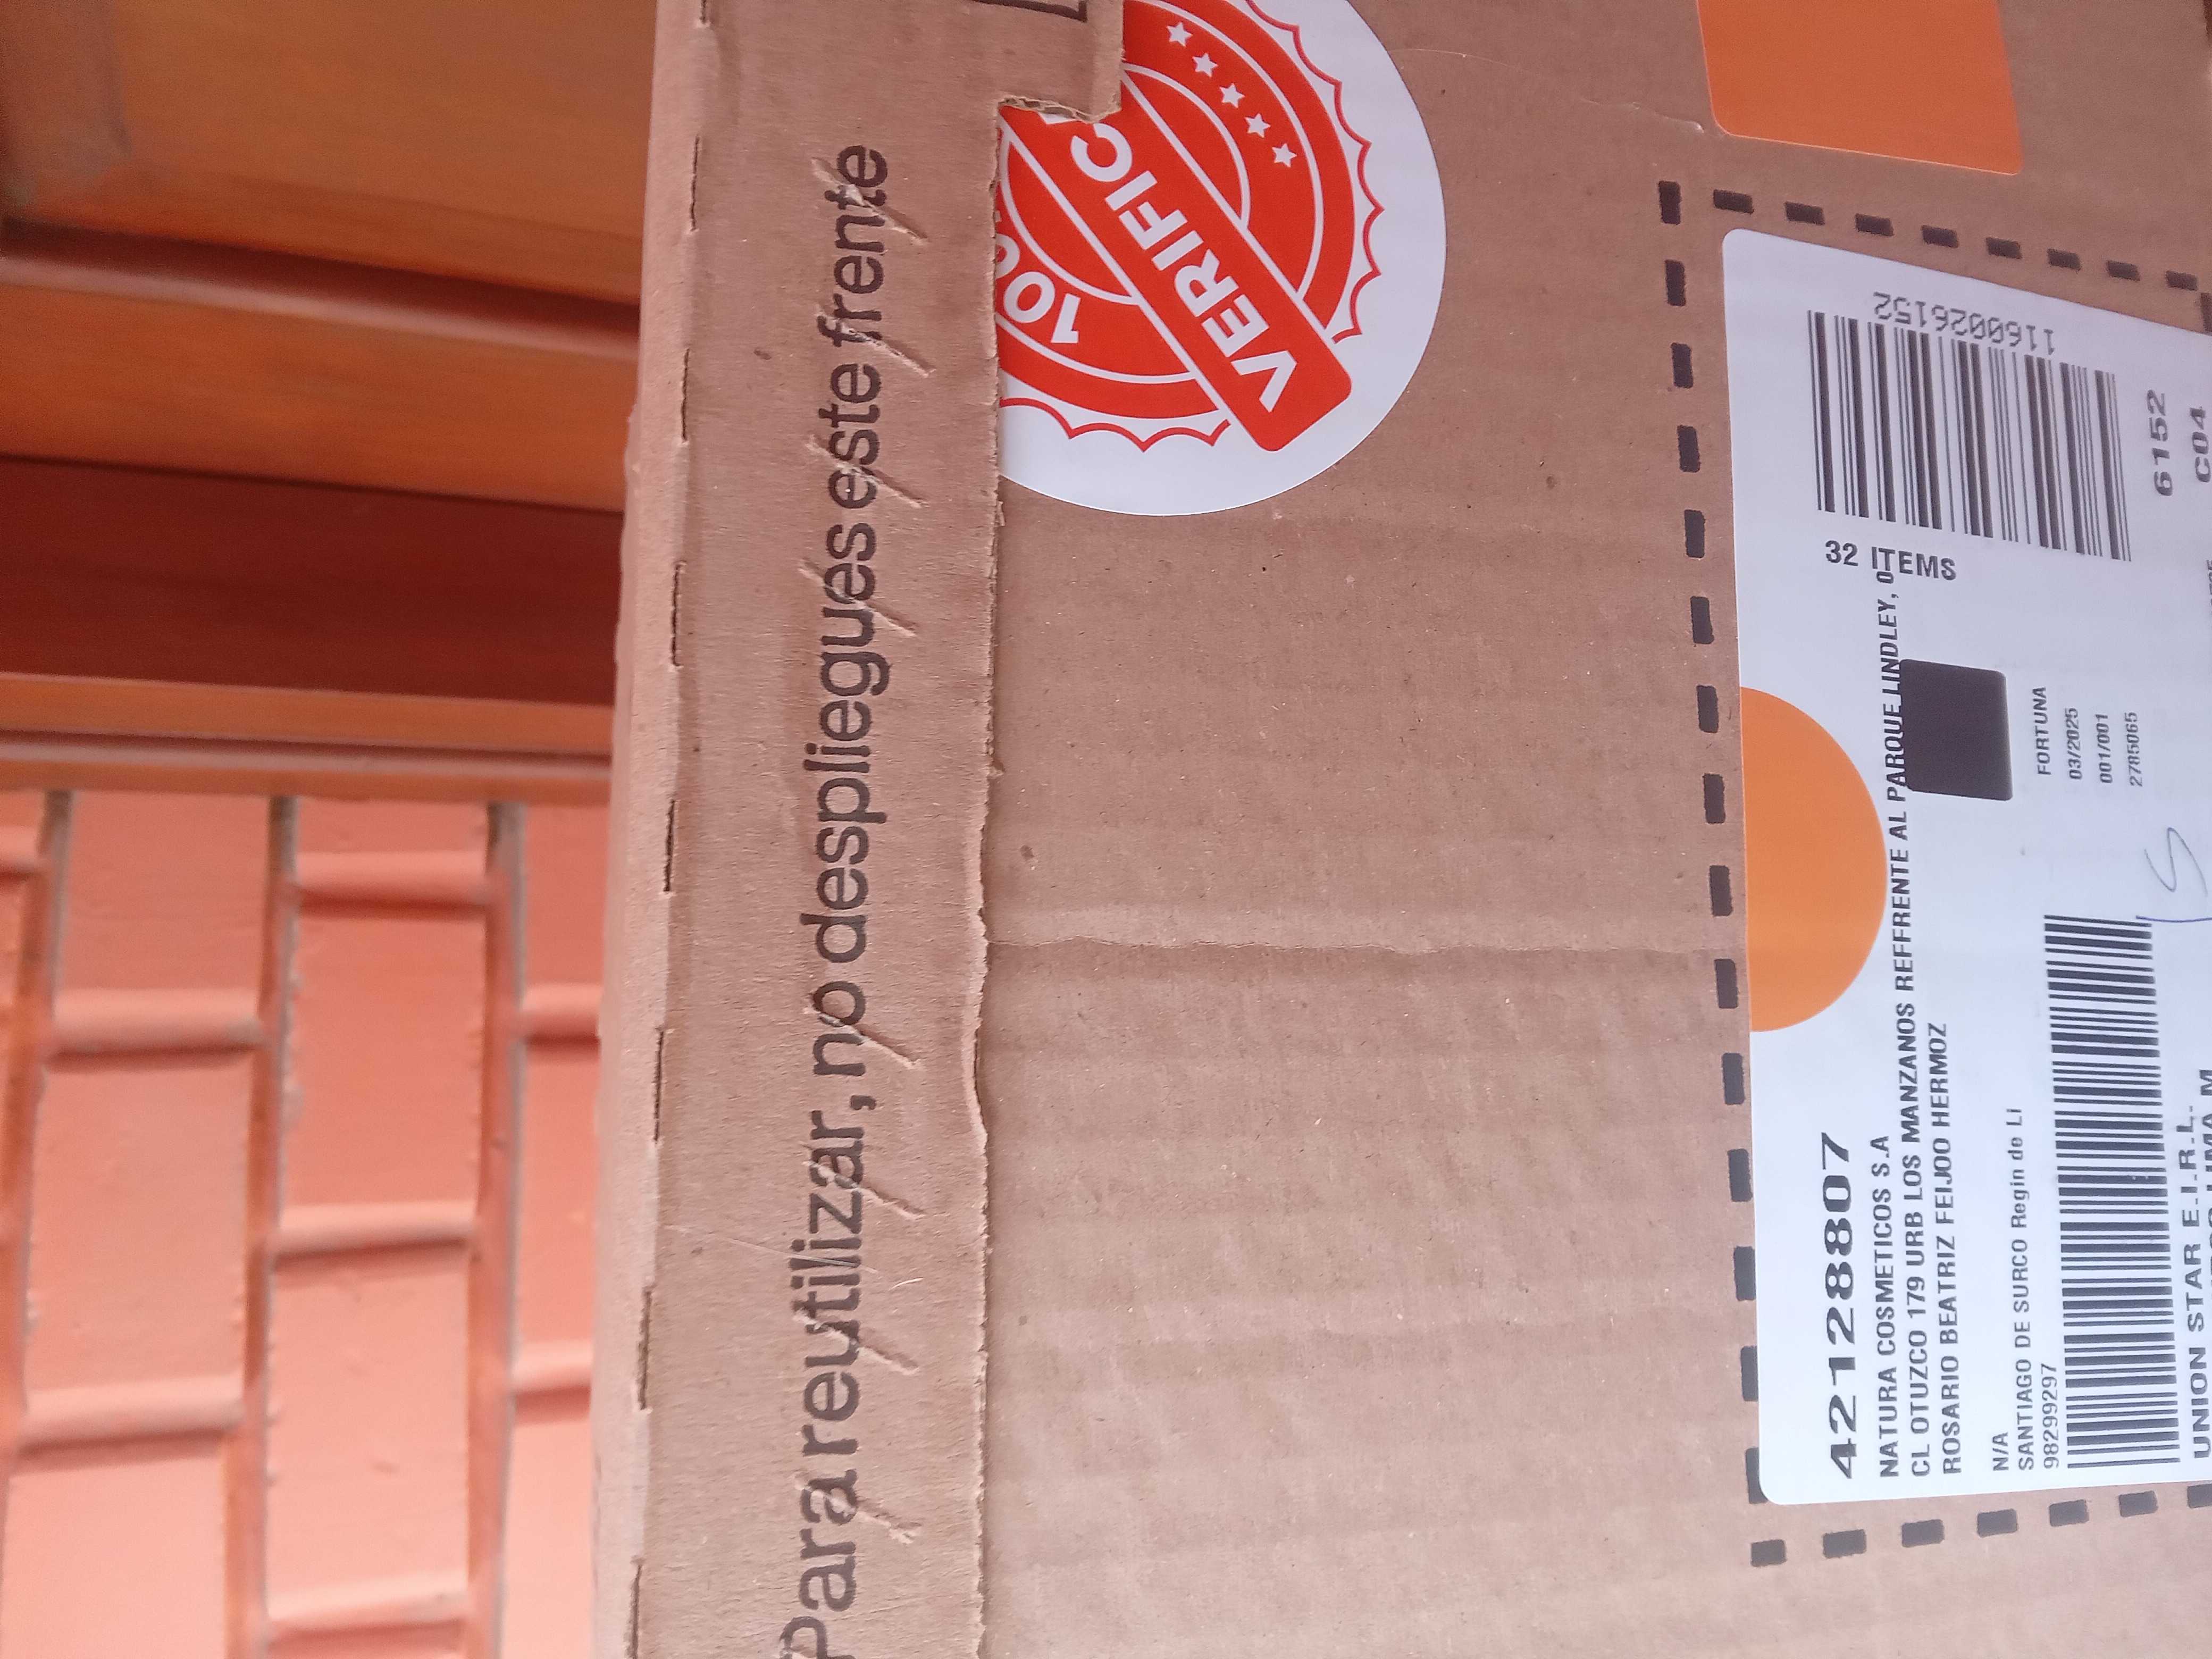 Para reutilizar, no despliegues este frente
100
VERIFIC
42128807
NATURA COSMETICOS S.A
CL OTUZCO 179 URB LOS MANZANOS REFFRENTE AL PARQUE LINDLEY, 0
ROSARIO BEATRIZ FEIJOO HERMOZ
N/A
SANTIAGO DE SURCO Regin de LI
98299297
UNION STAR E.I.R.L.
32 ITEMS
1160026152
6152
C04
FORTUNA
03/2025
001/001
2785065